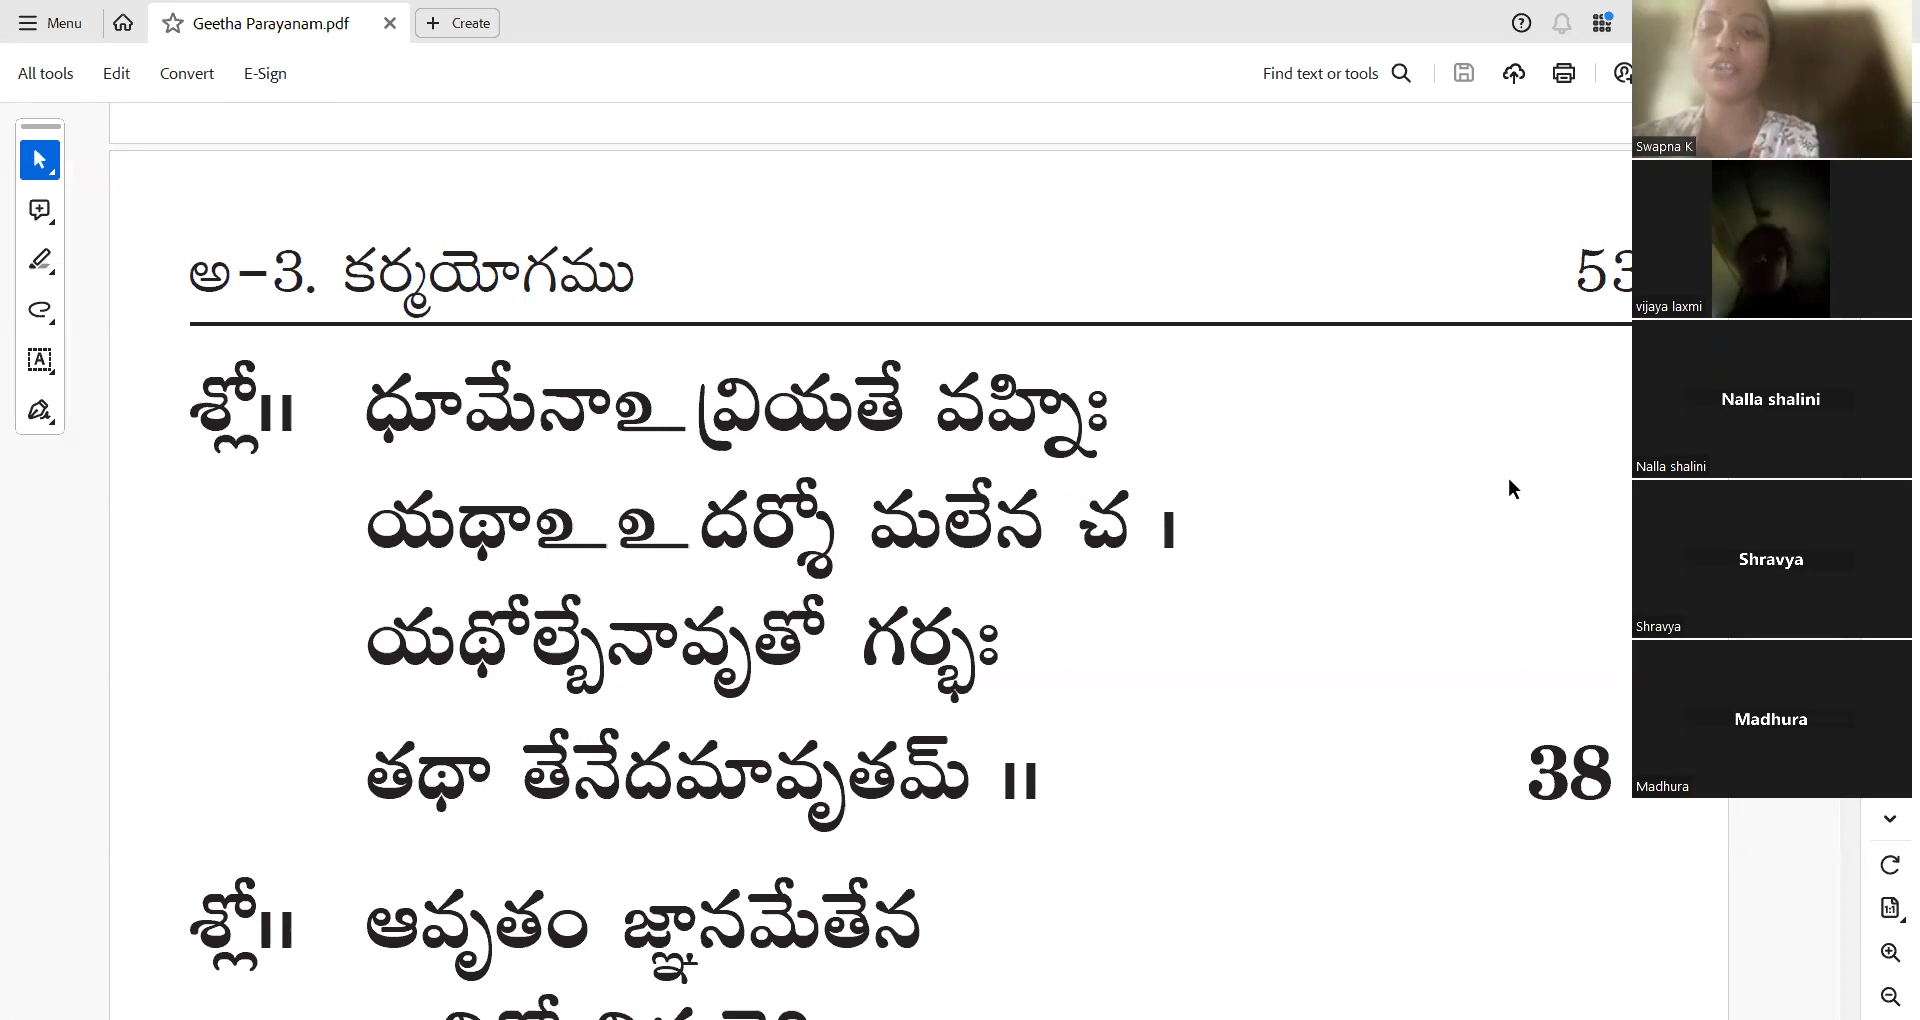 Menu
Geetha Parayanam.pdf
Create
All tools
Edit
Convert
E-Sign
Find text or tools
అ-3. కర్మయోగము
53
శ్లో॥ ధూమేనాఽఽవ్రియతే వహ్నిః
యథాఽఽదర్శో మలేన చ ।
యథోల్బేనావృతో గర్భః
తథా తేనేదమావృతమ్ ॥
38
శ్లో॥ ఆవృతం జ్ఞానమేతేన
Swapna K
vijaya laxmi
Nalla shalini
Nalla shalini
Shravya
Shravya
Madhura
Madhura